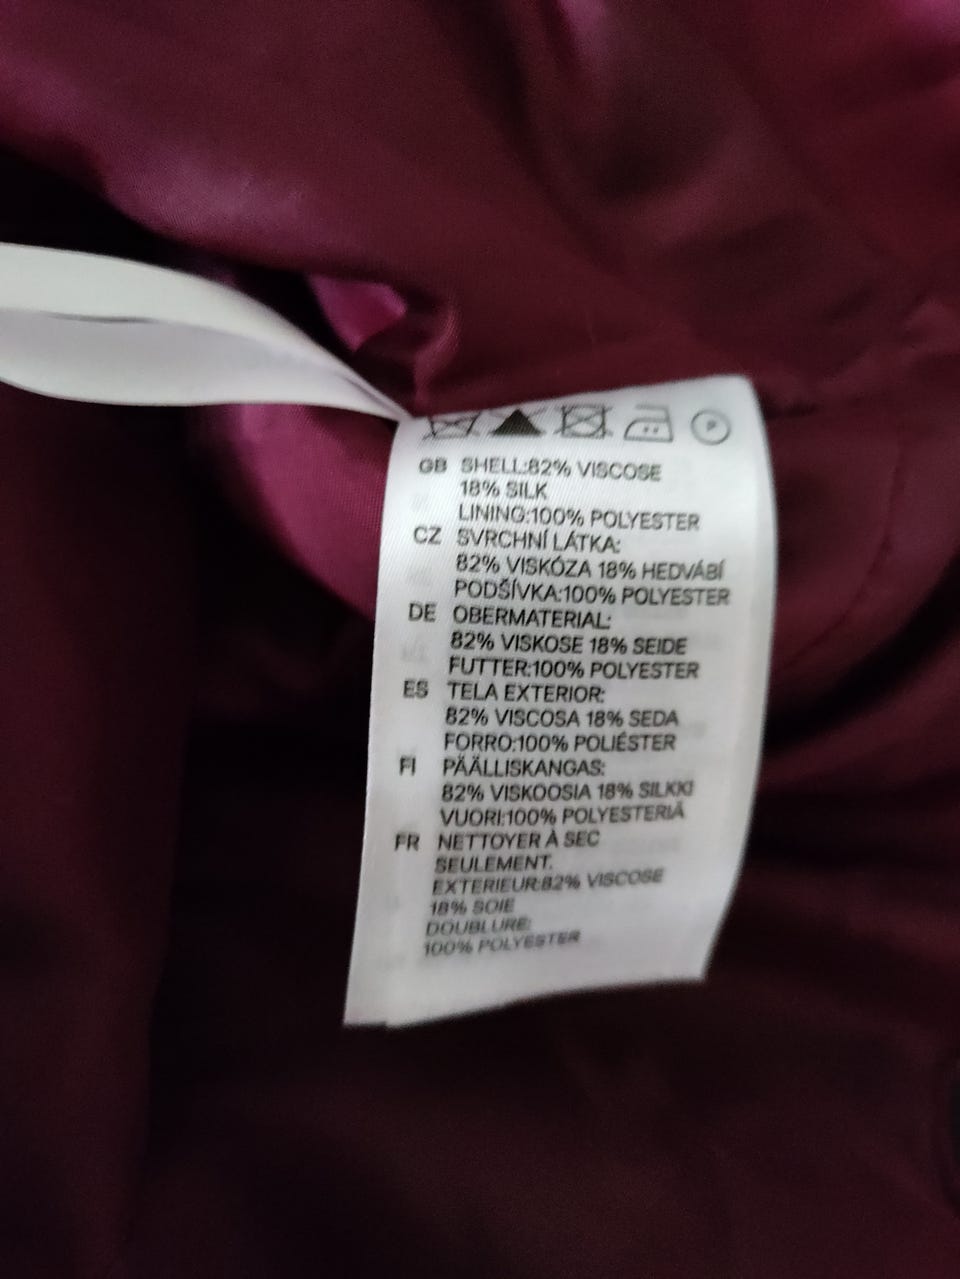 P
GB SHELL:82% VISCOSE
18% SILK
LINING:100% POLYESTER
CZ SVRCHNÍ LÁTKA:
82% VISKÓZA 18% HEDVÁBÍ
PODŠÍVKA:100% POLYESTER
DE OBERMATERIAL:
82% VISKOSE 18% SEIDE
FUTTER:100% POLYESTER
ES TELA EXTERIOR:
82% VISCOSA 18% SEDA
FORRO:100% POLIÉSTER
FI PÄÄLLISKANGAS:
82% VISKOOSIA 18% SILKKI
VUORI:100% POLYESTERIÄ
FR NETTOYER À SEC
SEULEMENT.
EXTERIEUR:82% VISCOSE
18% SOIE
DOUBLURE:
100% POLYESTER